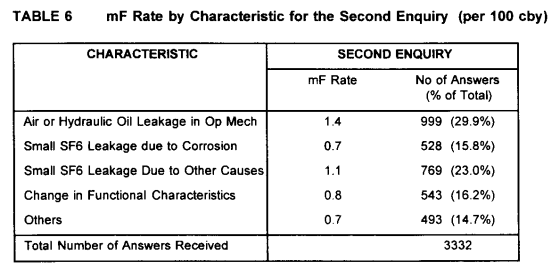 TABLE 6 mF Rate by Characteristic for the Second Enquiry (per 100 cby)
CHARACTERISTIC SECOND ENQUIRY
mF Rate No of Answers
(% of Total)
Air or Hydraulic Oil Leakage in Op Mech 1.4 999 (29.9%)
Small SF6 Leakage due to Corrosion 0.7 528 (15.8%)
Small SF6 Leakage Due to Other Causes 1.1 769 (23.0%)
Change in Functional Characteristics 0.8 543 (16.2%)
Others 0.7 493 (14.7%)
Total Number of Answers Received 3332